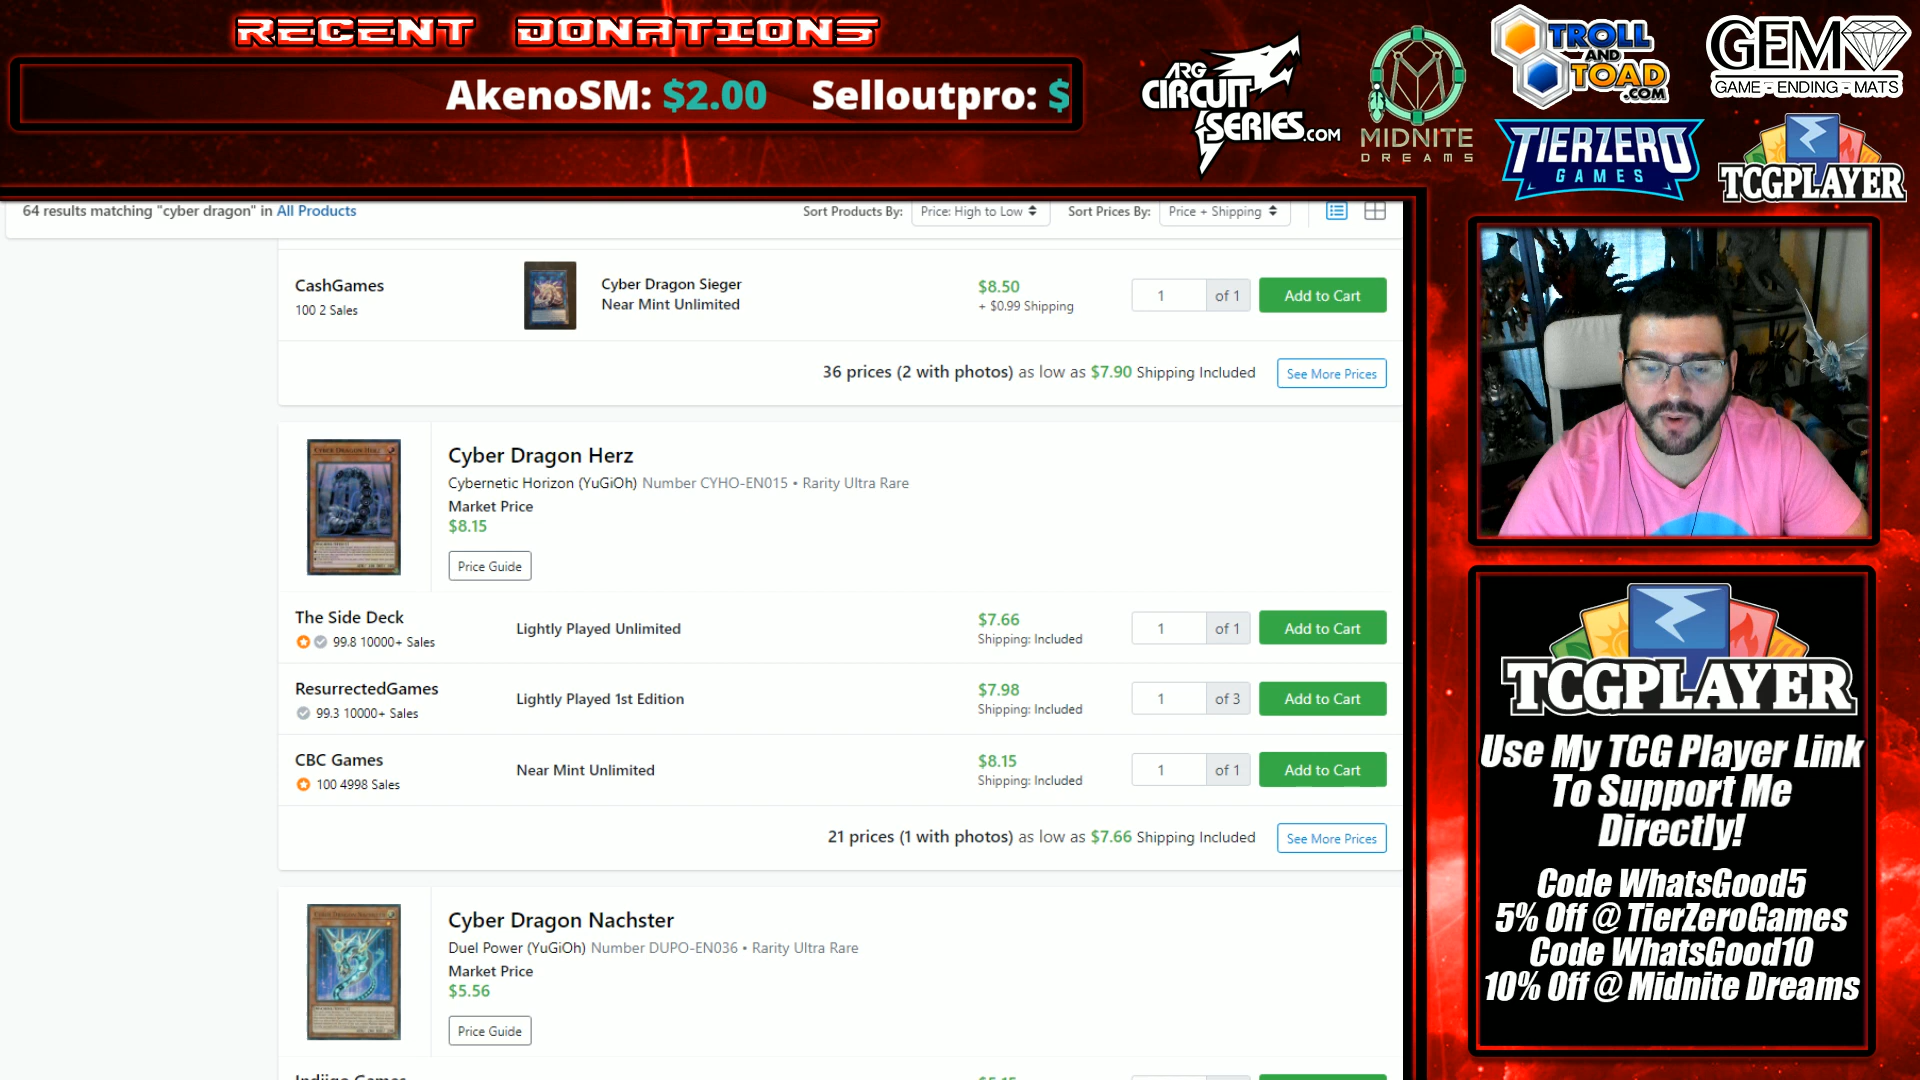 RECENT DONATIONS
AkenoSM: $2.00 Selloutpro: $
ARG
CIRCUIT
SERIES.COM
MIDNITE
DREAMS
TROLL
AND
TOAD
.COM
GEM
GAME - ENDING - MATS
TIERZERO
GAMES
TCGPLAYER
64 results matching "cyber dragon" in All Products
Sort Products By: Price: High to Low Sort Prices By: Price + Shipping
CashGames
100 2 Sales
Cyber Dragon Sieger
Near Mint Unlimited
$8.50
+ $0.99 Shipping
1 of 1 Add to Cart
36 prices (2 with photos) as low as $7.90 Shipping Included See More Prices
Cyber Dragon Herz
Cybernetic Horizon (YuGiOh) Number CYHO-EN015 • Rarity Ultra Rare
Market Price
$8.15
Price Guide
The Side Deck
99.8 10000+ Sales
Lightly Played Unlimited
$7.66
Shipping: Included
1 of 1 Add to Cart
ResurrectedGames
99.3 10000+ Sales
Lightly Played 1st Edition
$7.98
Shipping: Included
1 of 3 Add to Cart
CBC Games
100 4998 Sales
Near Mint Unlimited
$8.15
Shipping: Included
1 of 1 Add to Cart
21 prices (1 with photos) as low as $7.66 Shipping Included See More Prices
Cyber Dragon Nachster
Duel Power (YuGiOh) Number DUPO-EN036 • Rarity Ultra Rare
Market Price
$5.56
Price Guide
TCGPLAYER
Use My TCG Player Link
To Support Me
Directly!
Code WhatsGood5
5% Off @ TierZeroGames
Code WhatsGood10
10% Off @ Midnite Dreams